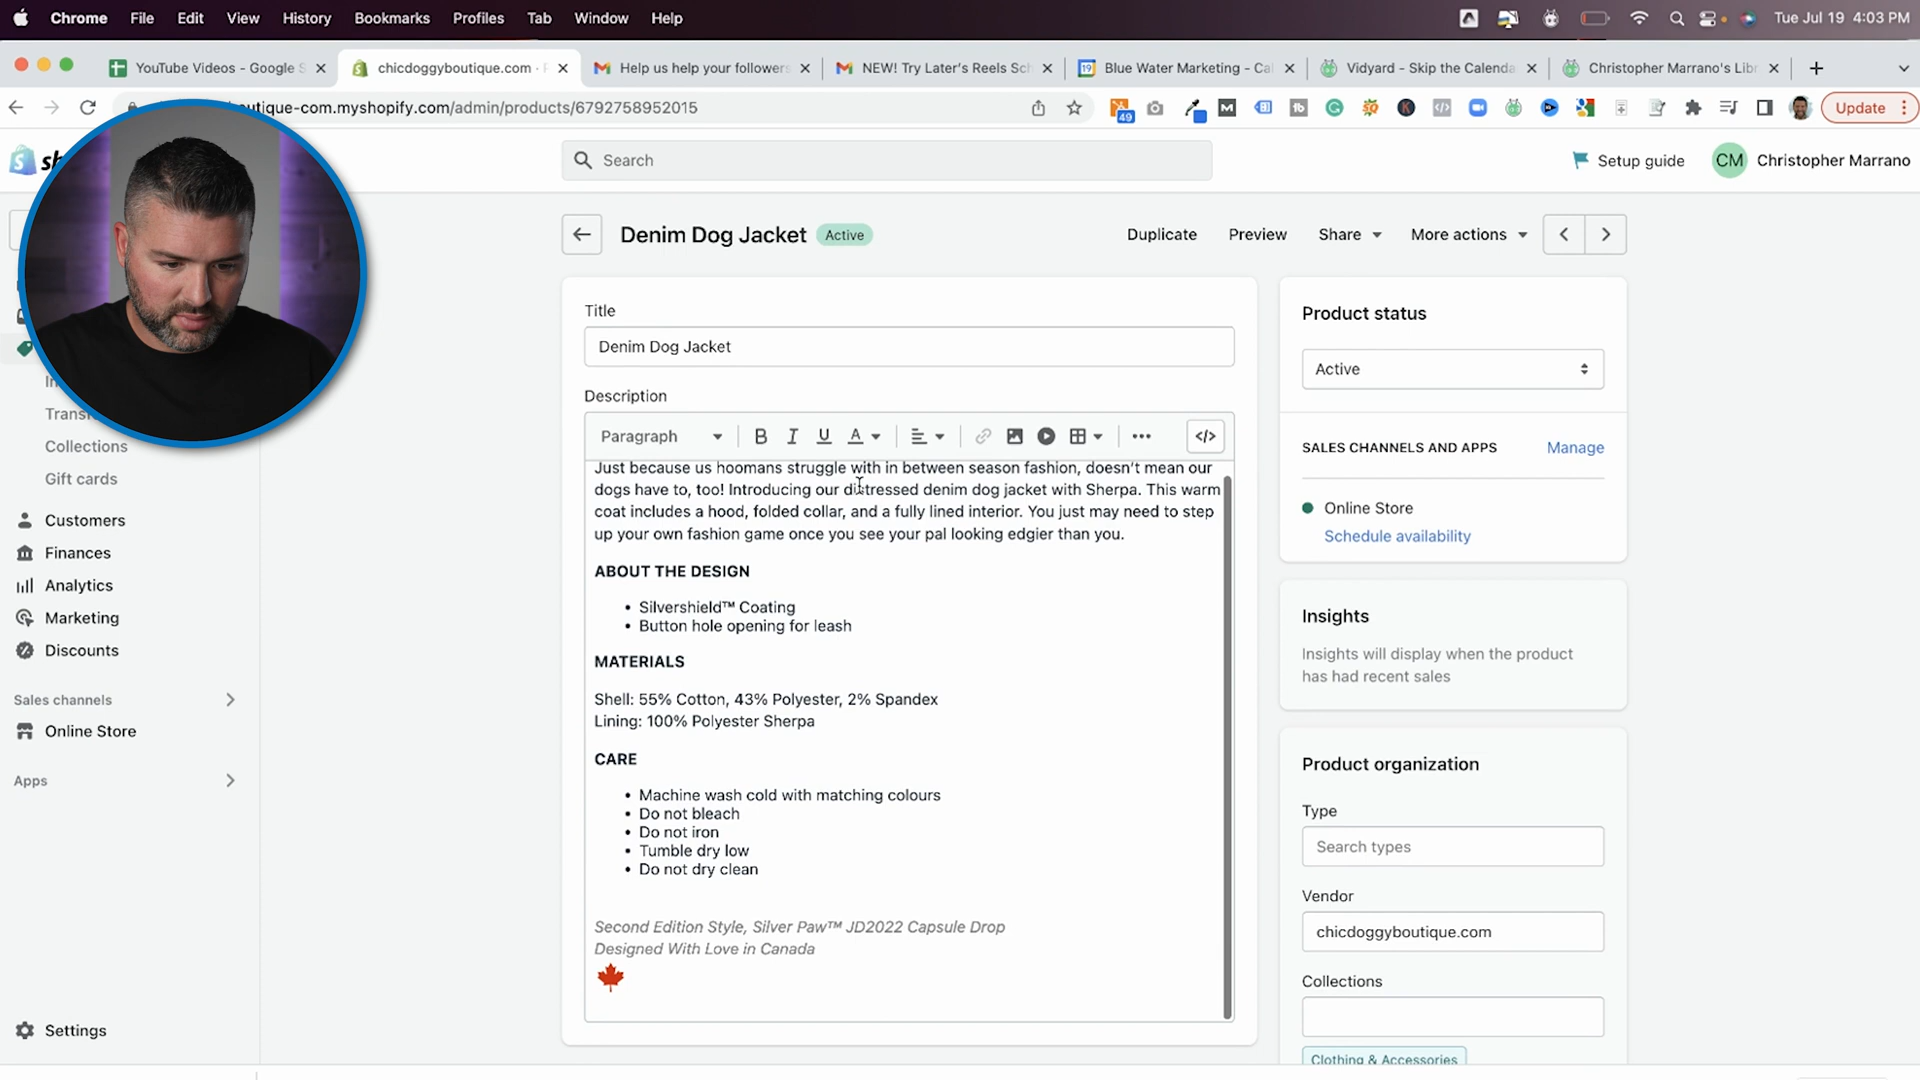 Chrome File Edit View History Bookmarks Profiles Tab Window Help Tue Jul 19 4:03 PM
YouTube Videos - Google S chicdoggyboutique.com · P Help us help your followers NEW! Try Later's Reels Sch Blue Water Marketing - Cal Vidyard - Skip the Calenda Christopher Marrano's Libr
outique-com.myshopify.com/admin/products/6792758952015 49 Update
Search Setup guide CM Christopher Marrano
Denim Dog Jacket Active Duplicate Preview Share More actions
Title
Denim Dog Jacket
Description
Paragraph
Just because us hoomans struggle with in between season fashion, doesn't mean our
dogs have to, too! Introducing our distressed denim dog jacket with Sherpa. This warm
coat includes a hood, folded collar, and a fully lined interior. You just may need to step
up your own fashion game once you see your pal looking edgier than you.
ABOUT THE DESIGN
• Silvershield™ Coating
• Button hole opening for leash
MATERIALS
Shell: 55% Cotton, 43% Polyester, 2% Spandex
Lining: 100% Polyester Sherpa
CARE
• Machine wash cold with matching colours
• Do not bleach
• Do not iron
• Tumble dry low
• Do not dry clean
Second Edition Style, Silver Paw™ JD2022 Capsule Drop
Designed With Love in Canada
Product status
Active
SALES CHANNELS AND APPS Manage
Online Store
Schedule availability
Insights
Insights will display when the product
has had recent sales
Product organization
Type
Search types
Vendor
chicdoggyboutique.com
Collections
Clothing & Accessories
Collections
Gift cards
Customers
Finances
Analytics
Marketing
Discounts
Sales channels
Online Store
Apps
Settings